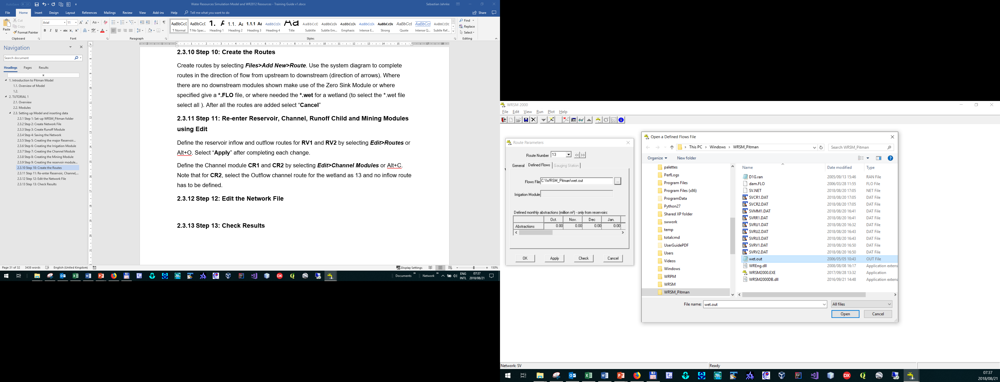 AutoSave Off
Water Resources Simulation Model and WR2012 Resources - Training Guide v1.docx
Sebastian Jahnke
File Home Insert Design Layout References Mailings Review View Add-ins Help Tell me what you want to do Share
Paste
Cut
Copy
Format Painter
Arial 11
AaBbCcI AaBbCcI 1. A 1.1. Aa 1.1.1 Aa AaBbCcDc AaD AaBbCcD AaBbCcDt AaBbCcDt AaBbCcDt AaBbCcDc AaBbCcI AaBbCcI AABBCCDI
¶ Normal ¶ No Spac... Heading 1 Heading 2 Heading 3 Heading 4 Title Subtitle Subtle Em... Emphasis Intense E... Strong Quote Intense Q... Subtle Ref...
Find
Replace
Select
Clipboard Font Paragraph Styles Editing
Navigation
Search document
Headings Pages Results
1. Introduction to Pitman Model
1.1. Overview of Model
1.2.
2. TUTORIAL 1
2.1. Overview
2.2. Modules
2.3. Setting up Model and inserting data
2.3.1 Step 1: Set-up WRSM_Pitman folder
2.3.2 Step 2: Create Network File
2.3.3 Step 3: Create Runoff Module
2.3.4 Step 4: Saving the Network
2.3.5 Step 5: Creating the major Reservoir...
2.3.6 Step 6: Creating the Irrigation Module
2.3.7 Step 7: Creating the Channel Module
2.3.8 Step 8: Creating the Mining Module
2.3.9 Step 9: Creating the reservoir module...
2.3.10 Step 10: Create the Routes
2.3.11 Step 11: Re-enter Reservoir, Channel,...
2.3.12 Step 12: Edit the Network File
2.3.13 Step 13: Check Results
2.3.10 Step 10: Create the Routes
Create routes by selecting Files>Add New>Route. Use the system diagram to complete
routes in the direction of flow from upstream to downstream (direction of arrows). Where
there are no downstream modules shown make use of the Zero Sink Module or where
specified give a *.FLO file, or where needed the *.wet for a wetland (to select the *.wet file
select all ). After all the routes are added select “Cancel”
2.3.11 Step 11: Re-enter Reservoir, Channel, Runoff Child and Mining Modules
using Edit
Define the reservoir inflow and outflow routes for RV1 and RV2 by selecting Edit>Routes or
Alt+O. Select “Apply” after completing each change.
Define the Channel module CR1 and CR2 by selecting Edit>Channel Modules or Alt+C.
Note that for CR2, select the Outflow channel route for the wetland as 13 and no inflow route
has to be defined.
2.3.12 Step 12: Edit the Network File
2.3.13 Step 13: Check Results
Page 31 of 32 3438 words English (United Kingdom) Display Settings 150%
Documents Network ENG INTL 07:37 2018/08/21
WRSM 2000
File Edit View Run Plot Help
Route Parameters
Route Number 13 << >>
General Defined Flows Gauging Station
Flows File C:\WRSM_Pitman\wet.out ...
Irrigation Module
Defined monthly abstractions (million m³) - only from reservoirs:
Oct. Nov. Dec Jan.
Abstractions 0.00 0.00 0.00 0.00
OK Apply Check Cancel
Open a Defined Flows File
This PC > Windows > WRSM_Pitman
Search WRSM_Pitman
Organize New folder
palettes
PerfLogs
Program Files
Program Files (x86)
ProgramData
Python27
Shared XP folder
swwork
temp
totalcmd
UserGuidePDF
Users
Videos
Windows
WRPM
WRSM
WRSM_Pitman
Name Date modified Type
D1G.ran 2005/09/13 15:46 RAN File
dam.FLO 2006/03/28 11:55 FLO File
SV.NET 2018/08/20 17:05 NET File
SVCR1.DAT 2018/08/20 17:05 DAT File
SVCR2.DAT 2018/08/20 17:05 DAT File
SVMM1.DAT 2018/08/20 16:41 DAT File
SVRR1.DAT 2018/08/20 16:41 DAT File
SVRU1.DAT 2018/08/20 16:32 DAT File
SVRU2.DAT 2018/08/20 16:43 DAT File
SVRU3.DAT 2018/08/20 16:43 DAT File
SVRV1.DAT 2018/08/20 16:50 DAT File
SVRV2.DAT 2018/08/20 16:50 DAT File
wet.out 2006/05/05 10:43 OUT File
WREng.dll 2008/08/08 16:17 Application extens
WRSM2000.EXE 2017/09/28 13:32 Application
WRSM2000DB.dll 2016/09/21 14:48 Application extens
File name: wet.out All files
Open Cancel
Network: SV Ready
07:37
2018/08/21